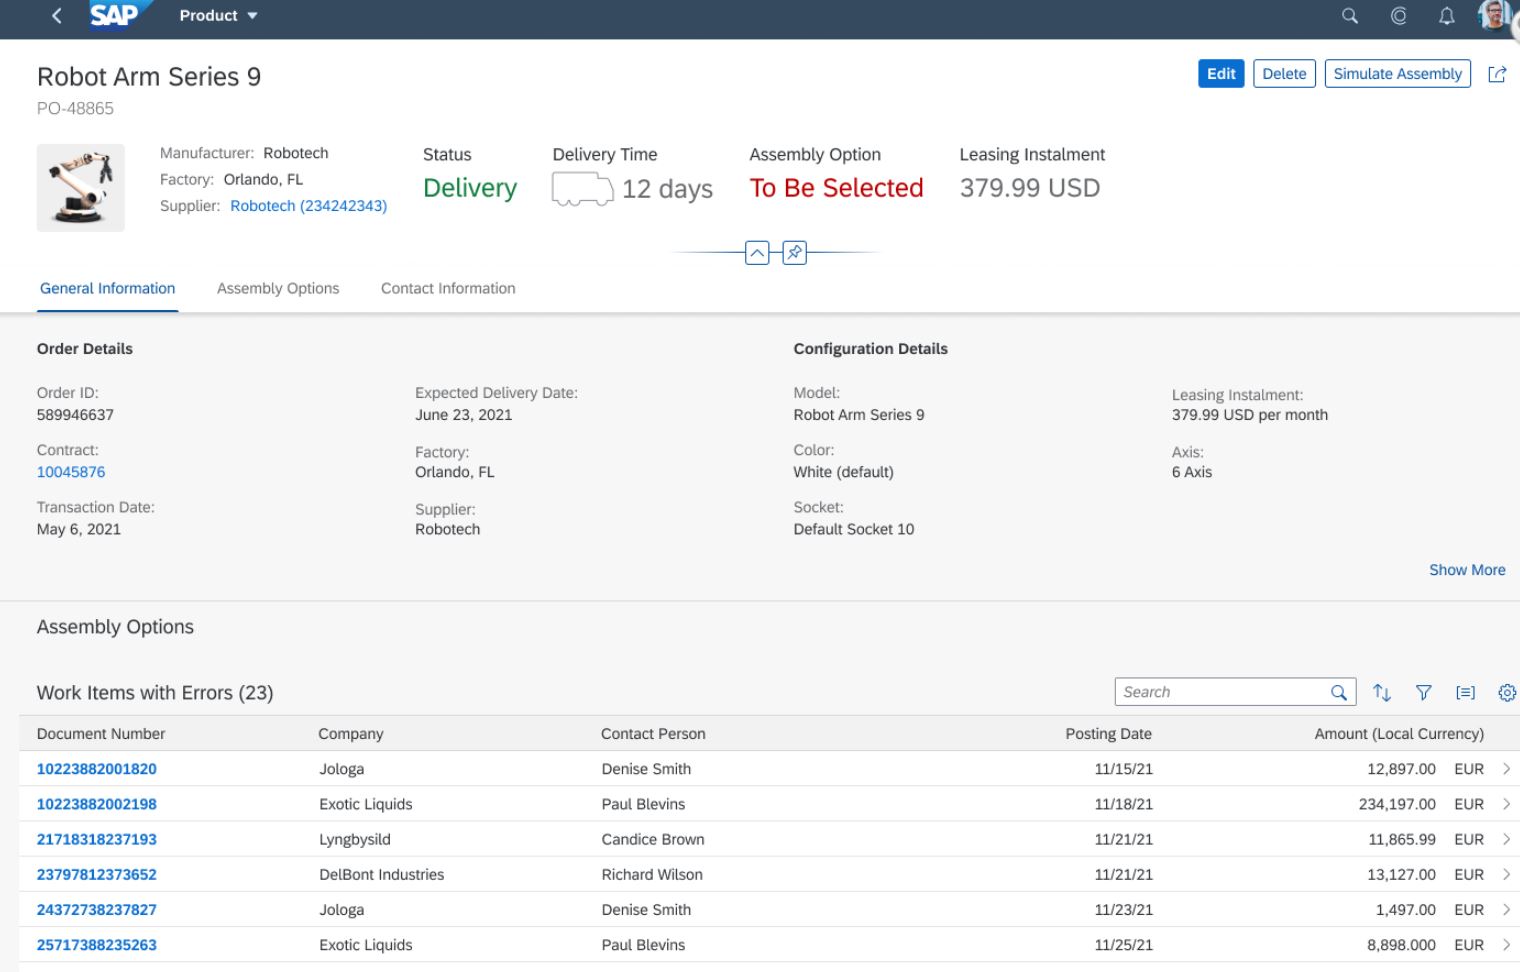 SAP Product
Robot Arm Series 9
Edit Delete Simulate Assembly
PO-48865
Manufacturer: Robotech
Factory: Orlando, FL
Supplier: Robotech (234242343)
Status
Delivery
Delivery Time
12 days
Assembly Option
To Be Selected
Leasing Instalment
379.99 USD
General Information Assembly Options Contact Information
Order Details
Order ID:
589946637
Contract:
10045876
Transaction Date:
May 6, 2021
Expected Delivery Date:
June 23, 2021
Factory:
Orlando, FL
Supplier:
Robotech
Configuration Details
Model:
Robot Arm Series 9
Color:
White (default)
Socket:
Default Socket 10
Leasing Instalment:
379.99 USD per month
Axis:
6 Axis
Show More
Assembly Options
Work Items with Errors (23) Search
Document Number Company Contact Person Posting Date Amount (Local Currency)
10223882001820 Jologa Denise Smith 11/15/21 12,897.00 EUR
10223882002198 Exotic Liquids Paul Blevins 11/18/21 234,197.00 EUR
21718318237193 Lyngbysild Candice Brown 11/21/21 11,865.99 EUR
23797812373652 DelBont Industries Richard Wilson 11/21/21 13,127.00 EUR
24372738237827 Jologa Denise Smith 11/23/21 1,497.00 EUR
25717388235263 Exotic Liquids Paul Blevins 11/25/21 8,898.000 EUR